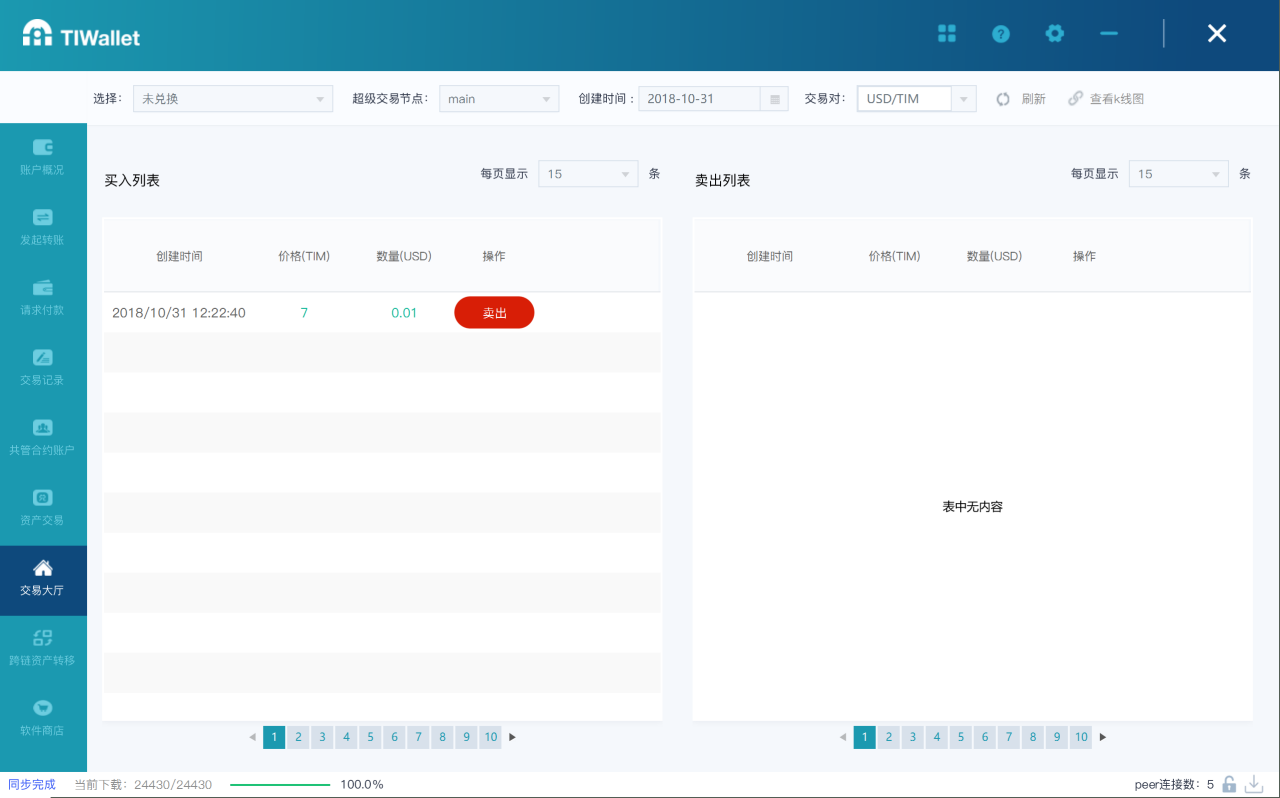 TIWallet
选择: 未兑换 超级交易节点: main 创建时间: 2018-10-31 交易对: USD/TIM 刷新 查看k线图
账户概况
发起转账
请求付款
交易记录
共管合约账户
资产交易
交易大厅
跨链资产转移
软件商店
买入列表 每页显示 15 条
创建时间 价格(TIM) 数量(USD) 操作
2018/10/31 12:22:40 7 0.01 卖出
1 2 3 4 5 6 7 8 9 10
卖出列表 每页显示 15 条
创建时间 价格(TIM) 数量(USD) 操作
表中无内容
1 2 3 4 5 6 7 8 9 10
同步完成 当前下载: 24430/24430 100.0% peer连接数: 5